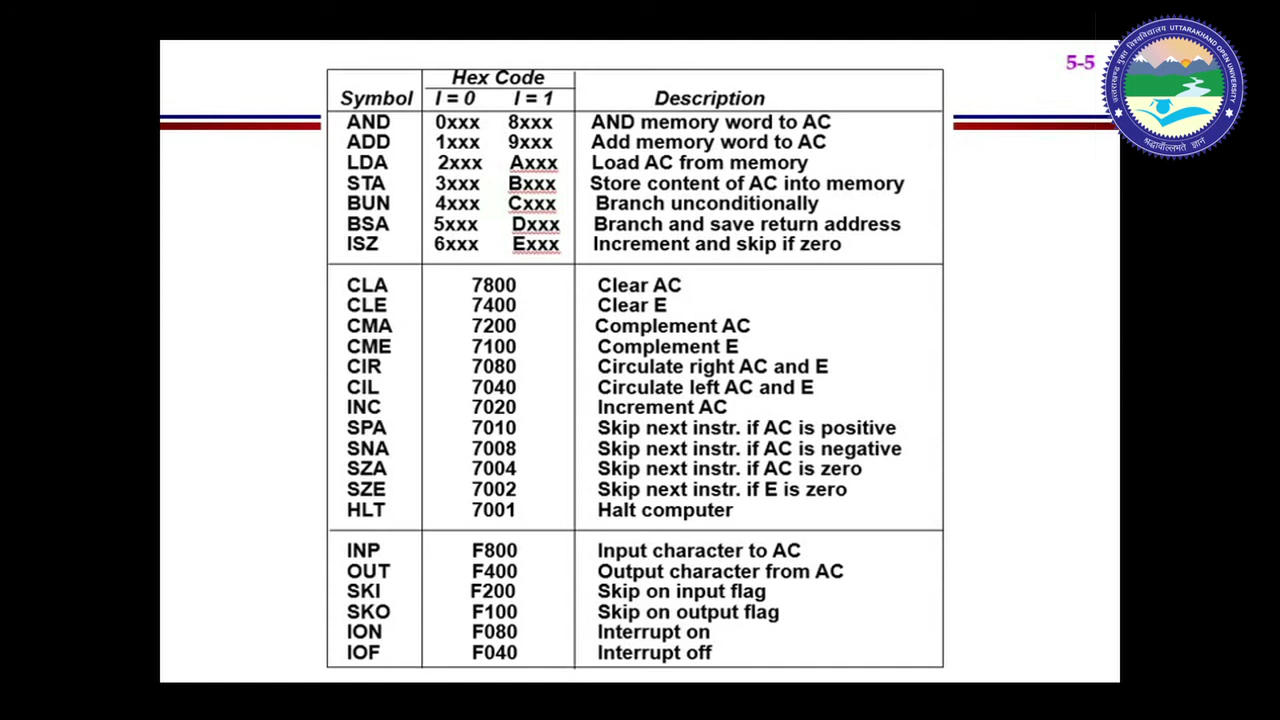 5-5
उत्तराखण्ड मुक्त विश्वविद्यालय UTTARAKHAND OPEN UNIVERSITY
Hex Code
Symbol I = 0 I = 1 Description
AND 0xxx 8xxx AND memory word to AC
ADD 1xxx 9xxx Add memory word to AC
LDA 2xxx Axxx Load AC from memory
STA 3xxx Bxxx Store content of AC into memory
BUN 4xxx Cxxx Branch unconditionally
BSA 5xxx Dxxx Branch and save return address
ISZ 6xxx Exxx Increment and skip if zero
CLA 7800 Clear AC
CLE 7400 Clear E
CMA 7200 Complement AC
CME 7100 Complement E
CIR 7080 Circulate right AC and E
CIL 7040 Circulate left AC and E
INC 7020 Increment AC
SPA 7010 Skip next instr. if AC is positive
SNA 7008 Skip next instr. if AC is negative
SZA 7004 Skip next instr. if AC is zero
SZE 7002 Skip next instr. if E is zero
HLT 7001 Halt computer
INP F800 Input character to AC
OUT F400 Output character from AC
SKI F200 Skip on input flag
SKO F100 Skip on output flag
ION F080 Interrupt on
IOF F040 Interrupt off